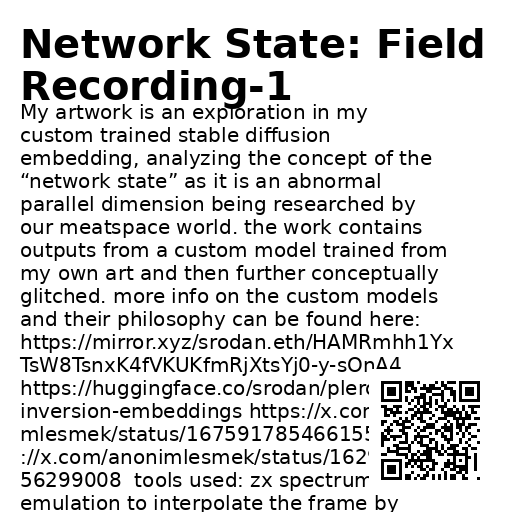 Network State: Field
Recording-1
My artwork is an exploration in my
custom trained stable diffusion
embedding, analyzing the concept of the
“network state” as it is an abnormal
parallel dimension being researched by
our meatspace world. the work contains
outputs from a custom model trained from
my own art and then further conceptually
glitched. more info on the custom models
and their philosophy can be found here:
https://mirror.xyz/srodan.eth/HAMRmhh1Yx
TsW8TsnxK4fVKUKfmRjXtsYj0-y-sOnA4
https://huggingface.co/srodan/pler
inversion-embeddings https://x.cor
mlesmek/status/16759178546615
://x.com/anonimlesmek/status/162
56299008 tools used: zx spectrum
emulation to interpolate the frame by